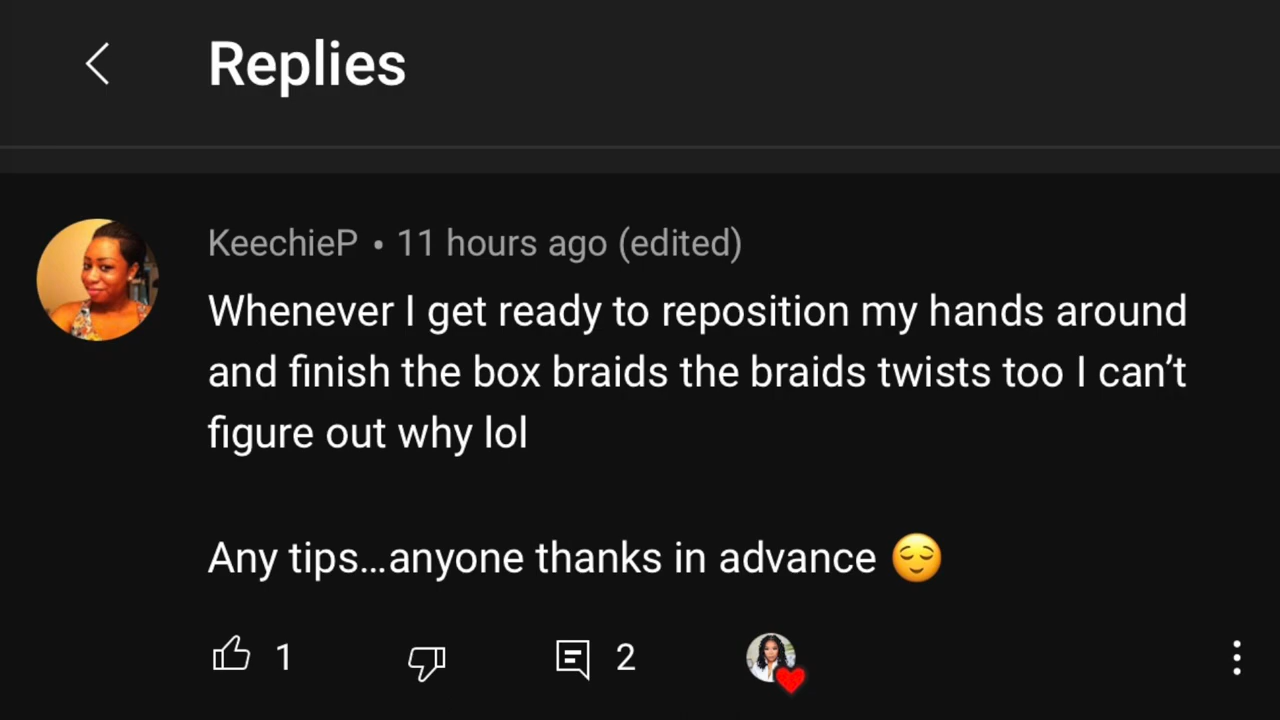 Replies
KeechieP • 11 hours ago (edited)
Whenever I get ready to reposition my hands around
and finish the box braids the braids twists too I can’t
figure out why lol
Any tips...anyone thanks in advance 😌
1 2